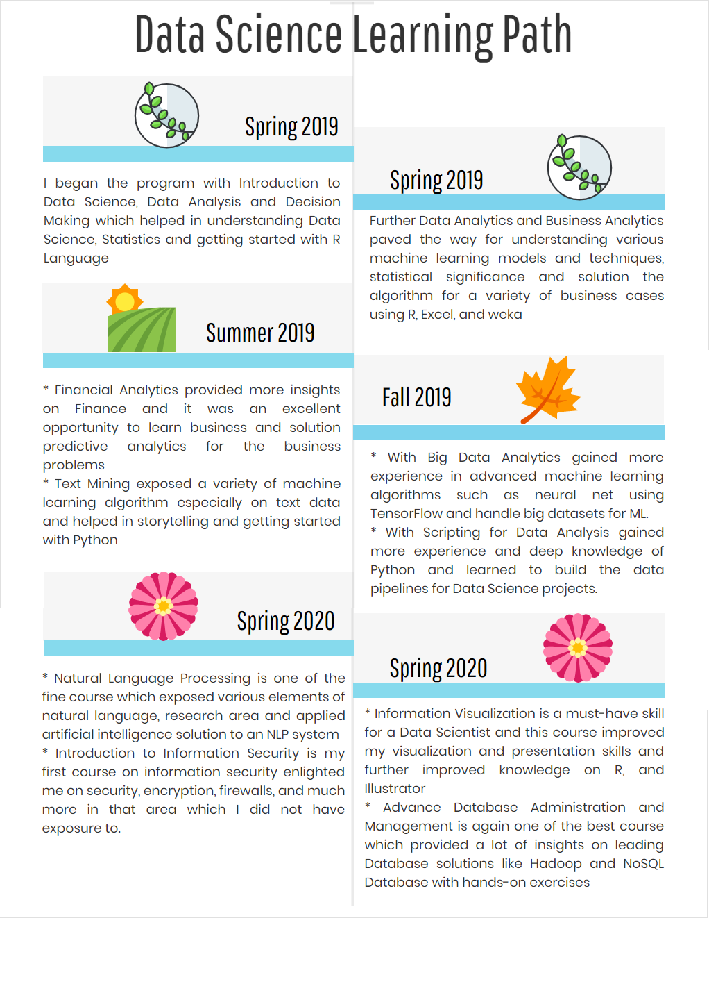 Data Science Learning Path
Spring 2019
I began the program with Introduction to
Data Science, Data Analysis and Decision
Making which helped in understanding Data
Science, Statistics and getting started with R
Language
Spring 2019
Further Data Analytics and Business Analytics
paved the way for understanding various
machine learning models and techniques,
statistical significance and solution the
algorithm for a variety of business cases
using R, Excel, and weka
Summer 2019
* Financial Analytics provided more insights
on Finance and it was an excellent
opportunity to learn business and solution
predictive analytics for the business
problems
* Text Mining exposed a variety of machine
learning algorithm especially on text data
and helped in storytelling and getting started
with Python
Fall 2019
* With Big Data Analytics gained more
experience in advanced machine learning
algorithms such as neural net using
TensorFlow and handle big datasets for ML.
* With Scripting for Data Analysis gained
more experience and deep knowledge of
Python and learned to build the data
pipelines for Data Science projects.
Spring 2020
* Natural Language Processing is one of the
fine course which exposed various elements of
natural language, research area and applied
artificial intelligence solution to an NLP system
* Introduction to Information Security is my
first course on information security enlighted
me on security, encryption, firewalls, and much
more in that area which I did not have
exposure to.
Spring 2020
* Information Visualization is a must-have skill
for a Data Scientist and this course improved
my visualization and presentation skills and
further improved knowledge on R, and
Illustrator
* Advance Database Administration and
Management is again one of the best course
which provided a lot of insights on leading
Database solutions like Hadoop and NoSQL
Database with hands-on exercises